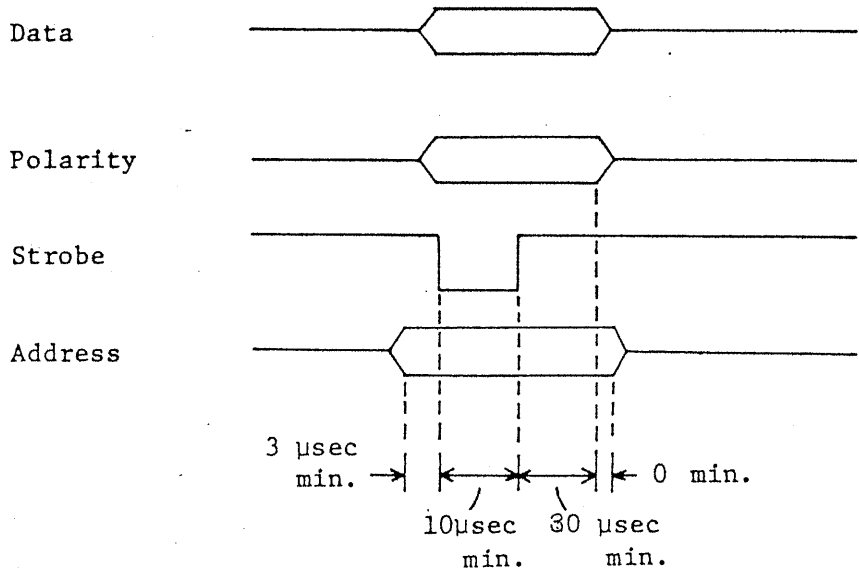 Data
Polarity
Strobe
Address
3 µsec
min.
0 min.
10µsec
min.
30 µsec
min.